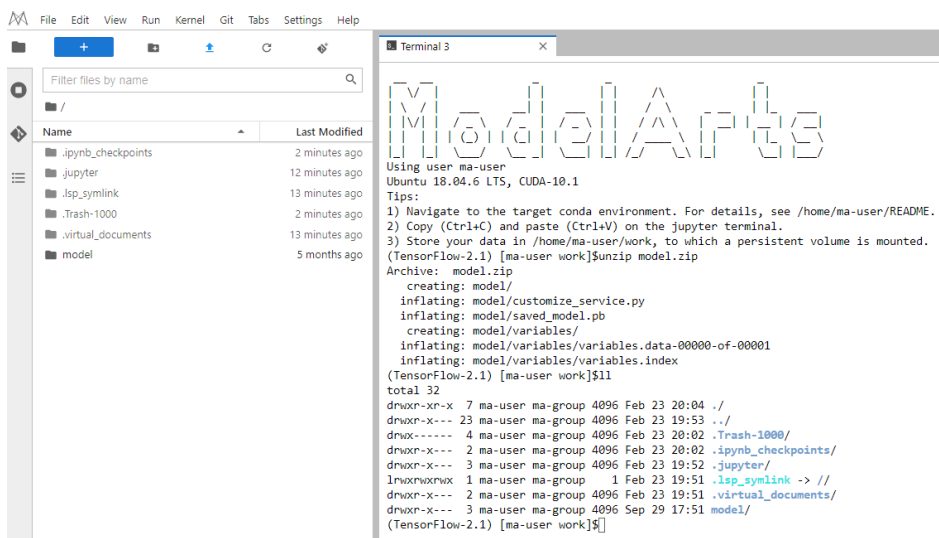 File Edit View Run Kernel Git Tabs Settings Help
Terminal 3
Filter files by name
/
Name Last Modified
.ipynb_checkpoints 2 minutes ago
.jupyter 12 minutes ago
.lsp_symlink 13 minutes ago
.Trash-1000 2 minutes ago
.virtual_documents 13 minutes ago
model 5 months ago
ModelArts
Using user ma-user
Ubuntu 18.04.6 LTS, CUDA-10.1
Tips:
1) Navigate to the target conda environment. For details, see /home/ma-user/README.
2) Copy (Ctrl+C) and paste (Ctrl+V) on the jupyter terminal.
3) Store your data in /home/ma-user/work, to which a persistent volume is mounted.
(TensorFlow-2.1) [ma-user work]$unzip model.zip
Archive:  model.zip
creating: model/
inflating: model/customize_service.py
inflating: model/saved_model.pb
creating: model/variables/
inflating: model/variables/variables.data-00000-of-00001
inflating: model/variables/variables.index
(TensorFlow-2.1) [ma-user work]$ll
total 32
drwxr-xr-x  7 ma-user ma-group 4096 Feb 23 20:04 ./
drwxr-x--- 23 ma-user ma-group 4096 Feb 23 19:53 ../
drwx------  4 ma-user ma-group 4096 Feb 23 20:02 .Trash-1000/
drwxr-x---  2 ma-user ma-group 4096 Feb 23 20:02 .ipynb_checkpoints/
drwxr-x---  3 ma-user ma-group 4096 Feb 23 19:52 .jupyter/
lrwxrwxrwx  1 ma-user ma-group    1 Feb 23 19:51 .lsp_symlink -> //
drwxr-x---  2 ma-user ma-group 4096 Feb 23 19:51 .virtual_documents/
drwxr-x---  3 ma-user ma-group 4096 Sep 29 17:51 model/
(TensorFlow-2.1) [ma-user work]$